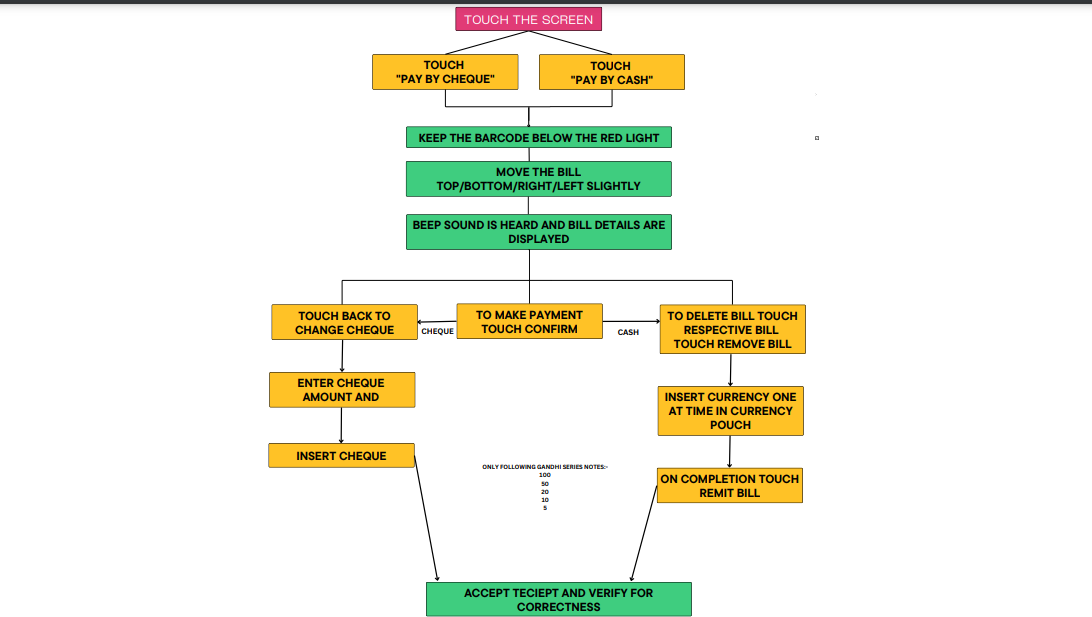 TOUCH THE SCREEN
TOUCH
"PAY BY CHEQUE"
TOUCH
"PAY BY CASH"
KEEP THE BARCODE BELOW THE RED LIGHT
MOVE THE BILL
TOP/BOTTOM/RIGHT/LEFT SLIGHTLY
BEEP SOUND IS HEARD AND BILL DETAILS ARE
DISPLAYED
TOUCH BACK TO
CHANGE CHEQUE
CHEQUE
TO MAKE PAYMENT
TOUCH CONFIRM
CASH
TO DELETE BILL TOUCH
RESPECTIVE BILL
TOUCH REMOVE BILL
ENTER CHEQUE
AMOUNT AND
INSERT CURRENCY ONE
AT TIME IN CURRENCY
POUCH
INSERT CHEQUE
ONLY FOLLOWING GANDHI SERIES NOTES:-
100
50
20
10
5
ON COMPLETION TOUCH
REMIT BILL
ACCEPT TECIEPT AND VERIFY FOR
CORRECTNESS